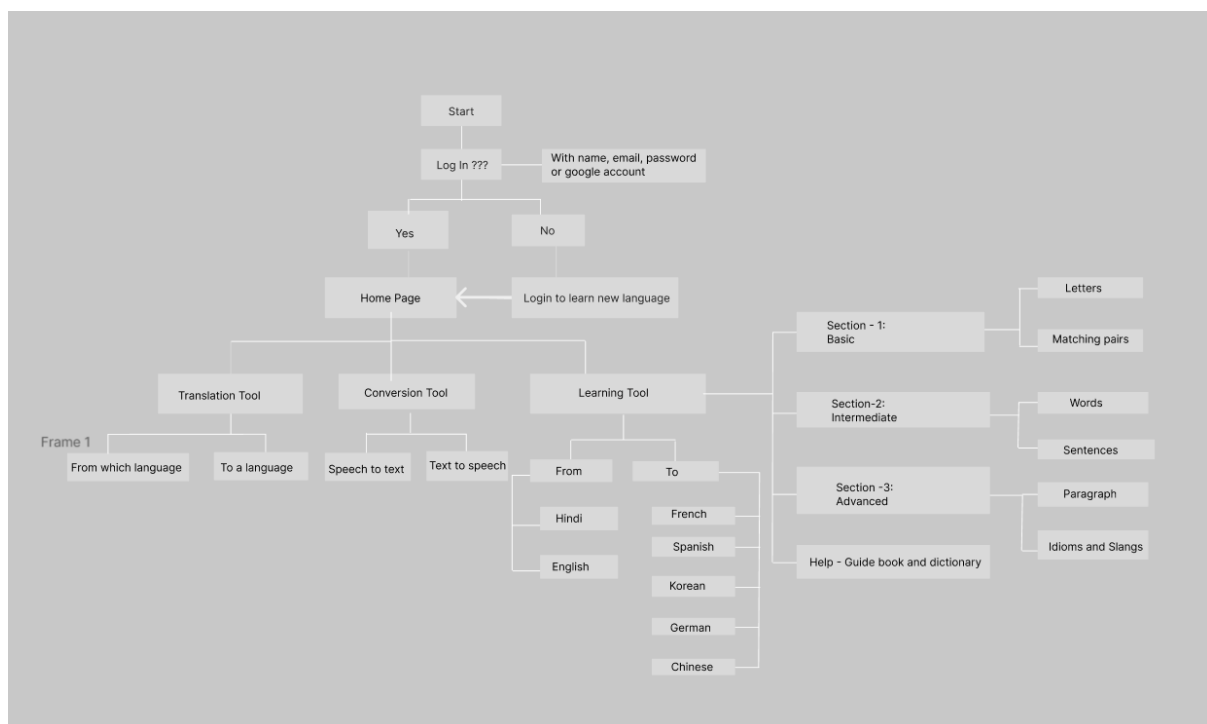 Start
Log In ???
With name, email, password
or google account
Yes
No
Home Page
Login to learn new language
Translation Tool
Conversion Tool
Learning Tool
Frame 1
From which language
To a language
Speech to text
Text to speech
From
To
Hindi
English
French
Spanish
Korean
German
Chinese
Section - 1:
Basic
Letters
Matching pairs
Section-2:
Intermediate
Words
Sentences
Section -3:
Advanced
Paragraph
Idioms and Slangs
Help - Guide book and dictionary